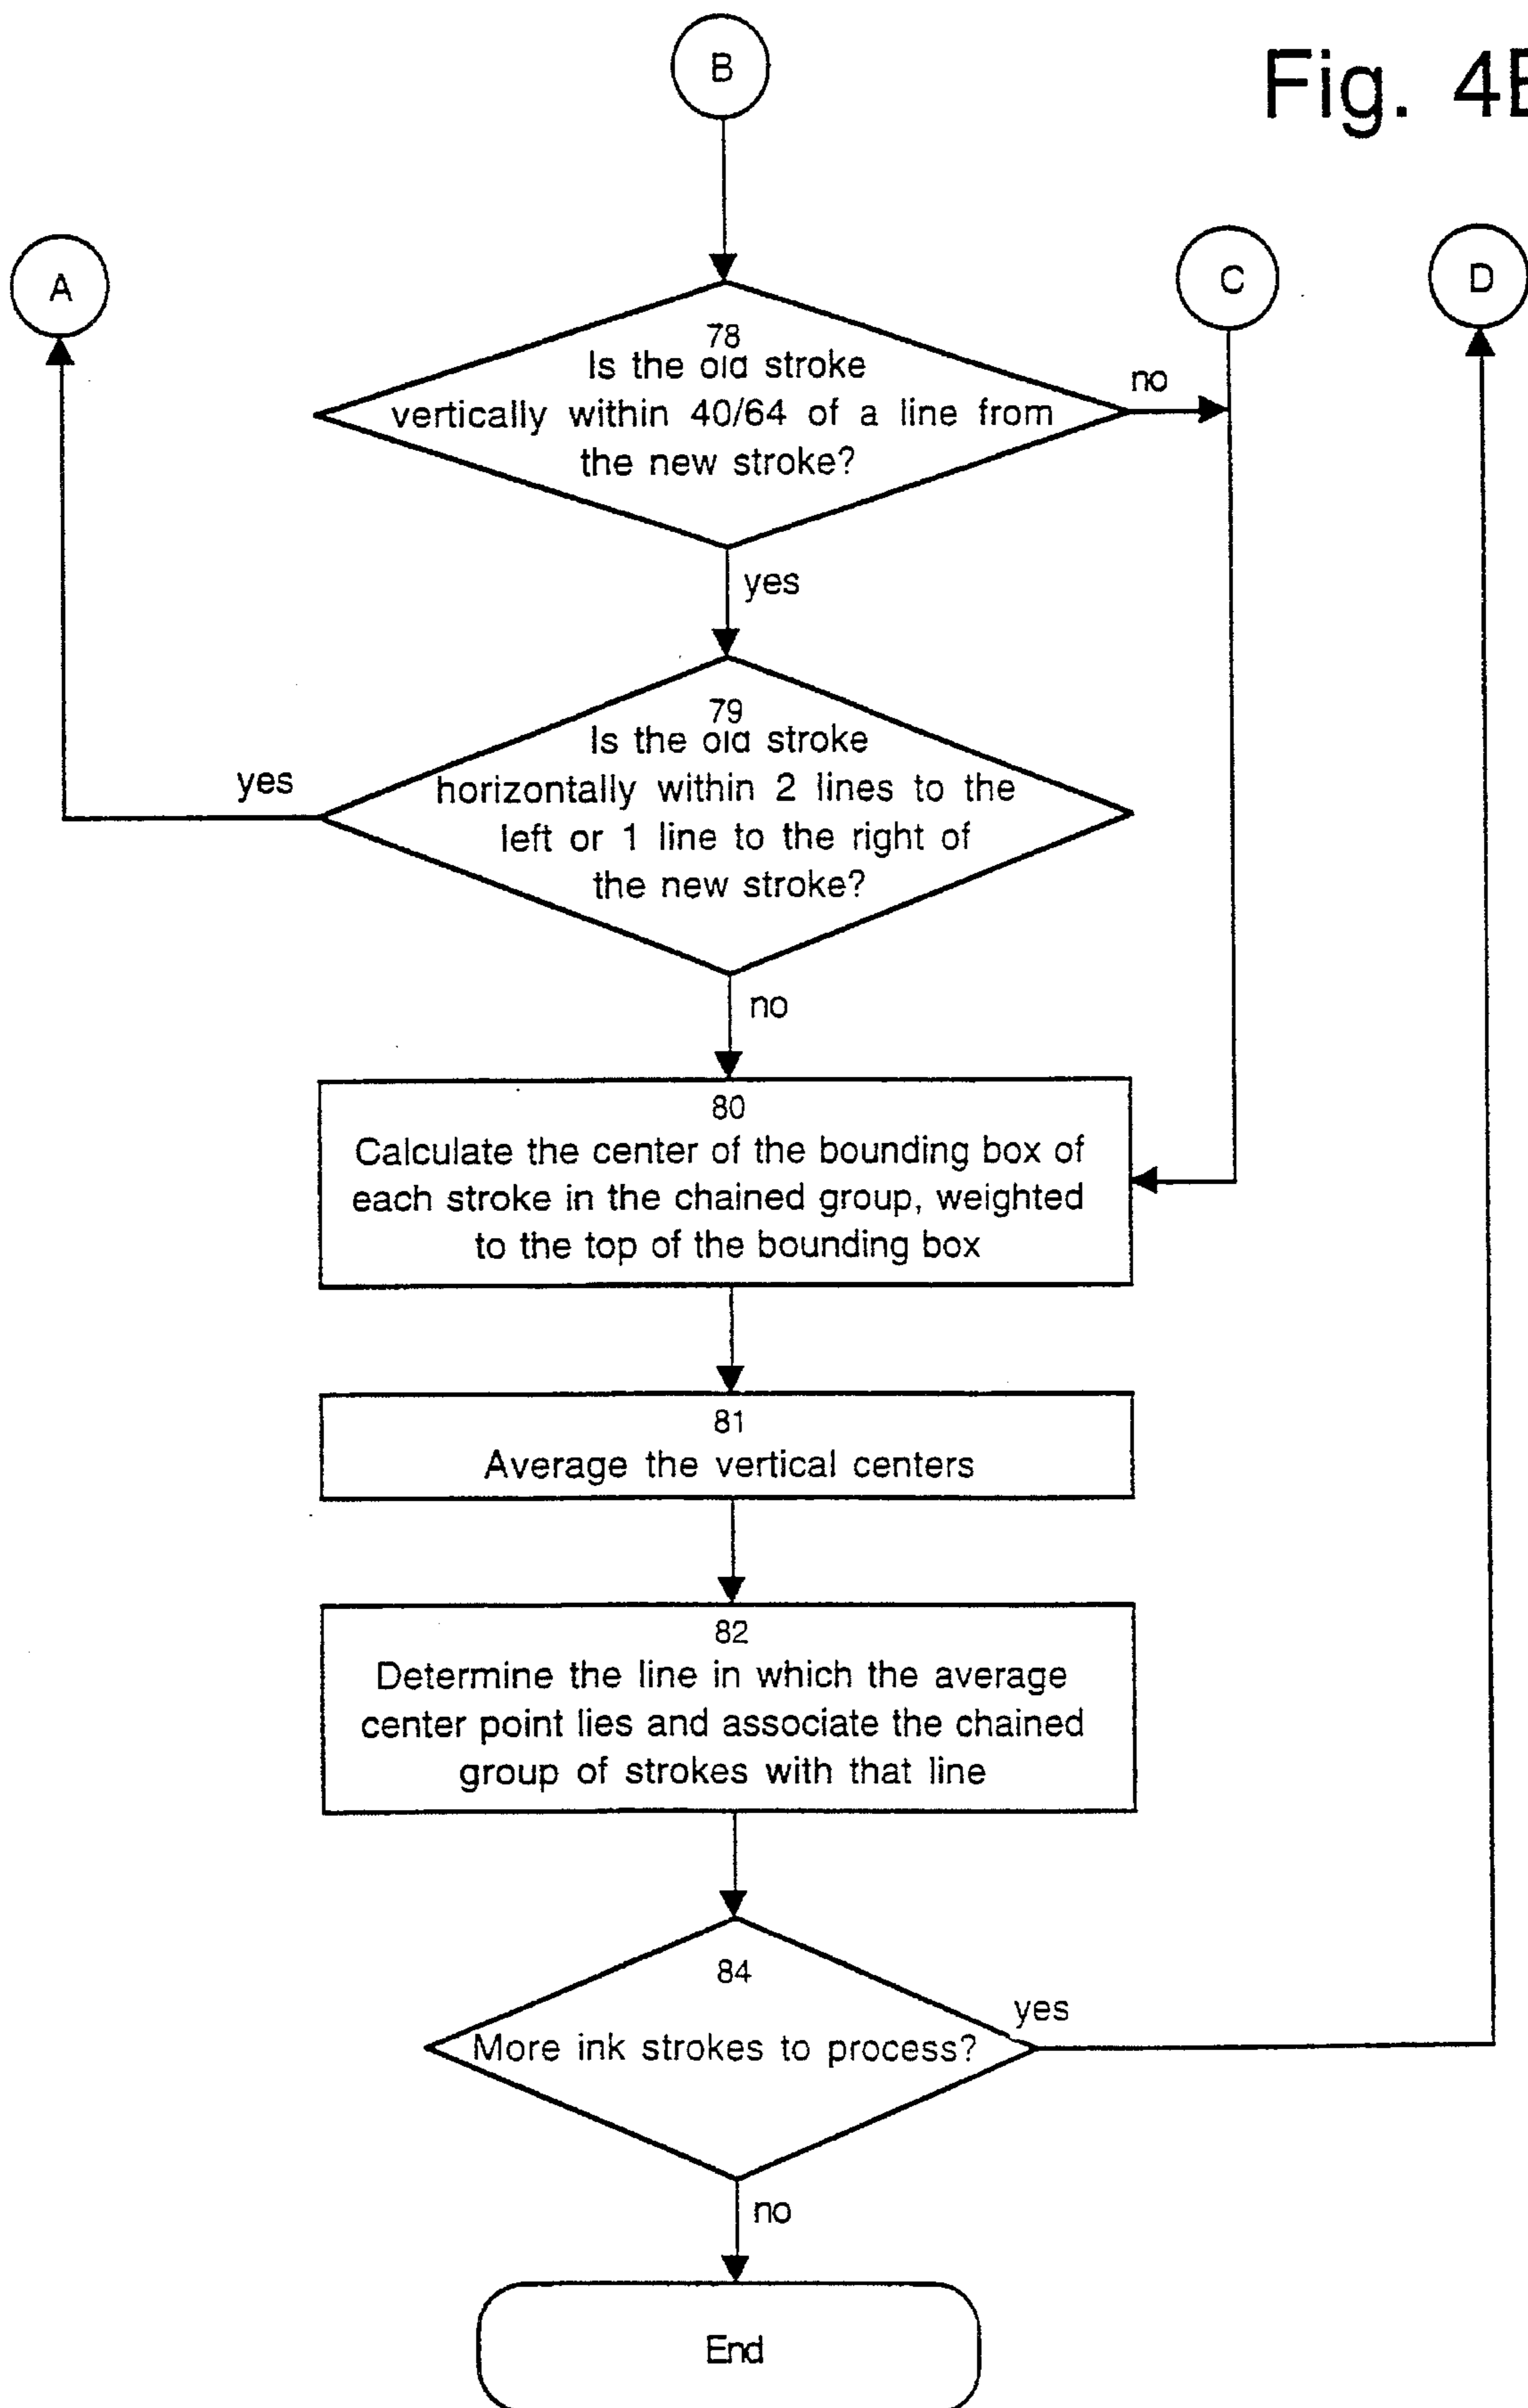 Fig. 4B
B
A
C
D
78
Is the old stroke
vertically within 40/64 of a line from
the new stroke?
no
yes
79
Is the old stroke
horizontally within 2 lines to the
left or 1 line to the right of
the new stroke?
yes
no
80
Calculate the center of the bounding box of
each stroke in the chained group, weighted
to the top of the bounding box
81
Average the vertical centers
82
Determine the line in which the average
center point lies and associate the chained
group of strokes with that line
84
More ink strokes to process?
yes
no
End